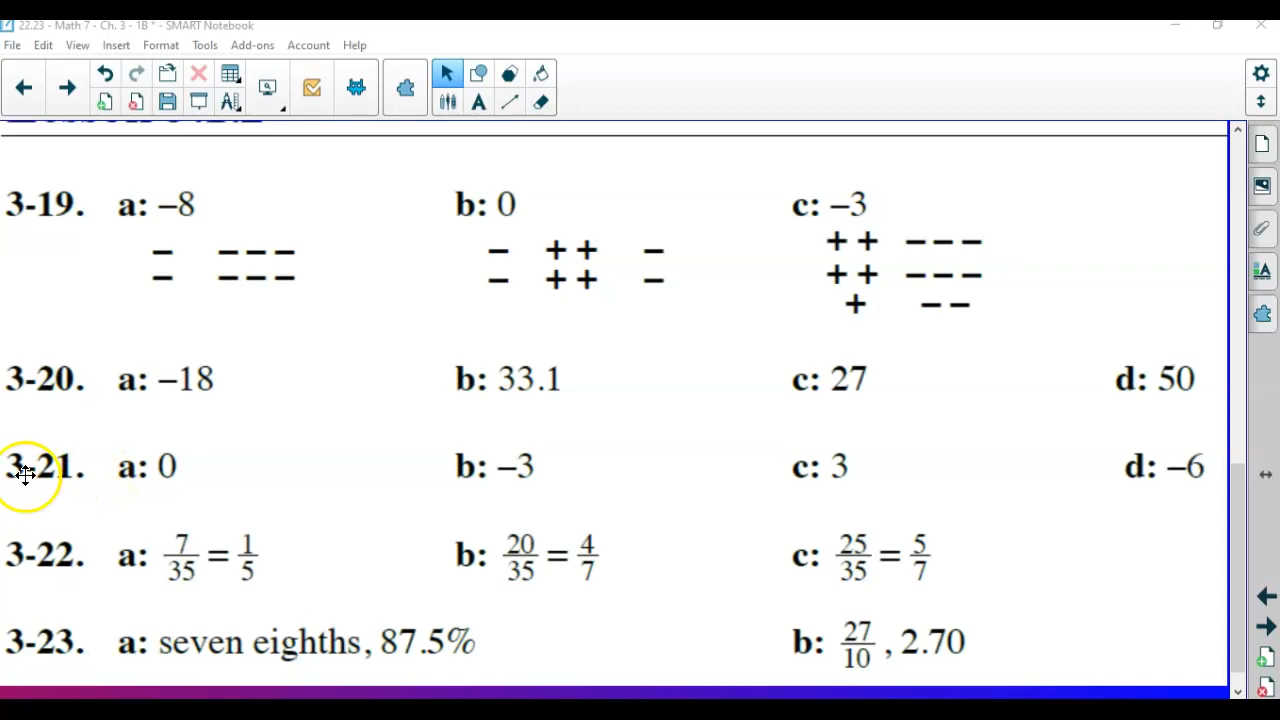 22.23 - Math 7 - Ch. 3 - 1B * - SMART Notebook
File Edit View Insert Format Tools Add-ons Account Help
3-19. a: –8 b: 0 c: –3
– – – – – + + – + + – – –
– – – – – + + – + + – – –
+ – –
3-20. a: –18 b: 33.1 c: 27 d: 50
3-21. a: 0 b: –3 c: 3 d: –6
3-22. a: 7/35 = 1/5 b: 20/35 = 4/7 c: 25/35 = 5/7
3-23. a: seven eighths, 87.5% b: 27/10 , 2.70